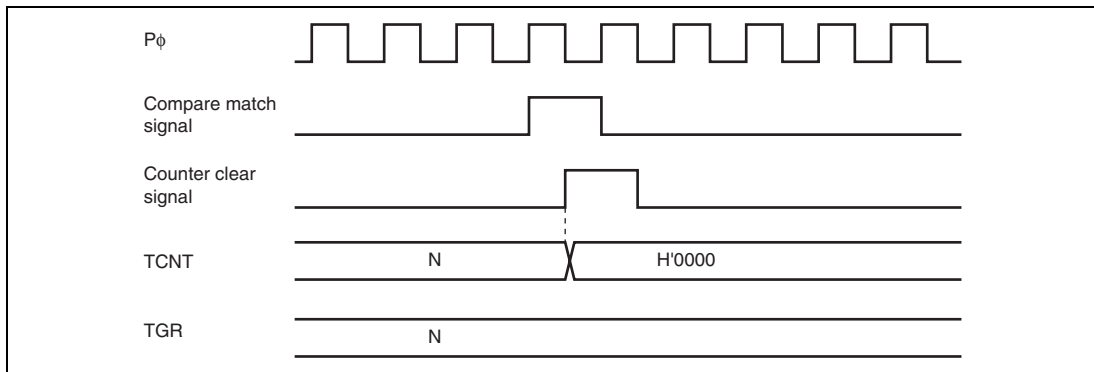 Pϕ
Compare match
signal
Counter clear
signal
TCNT
N
H'0000
TGR
N